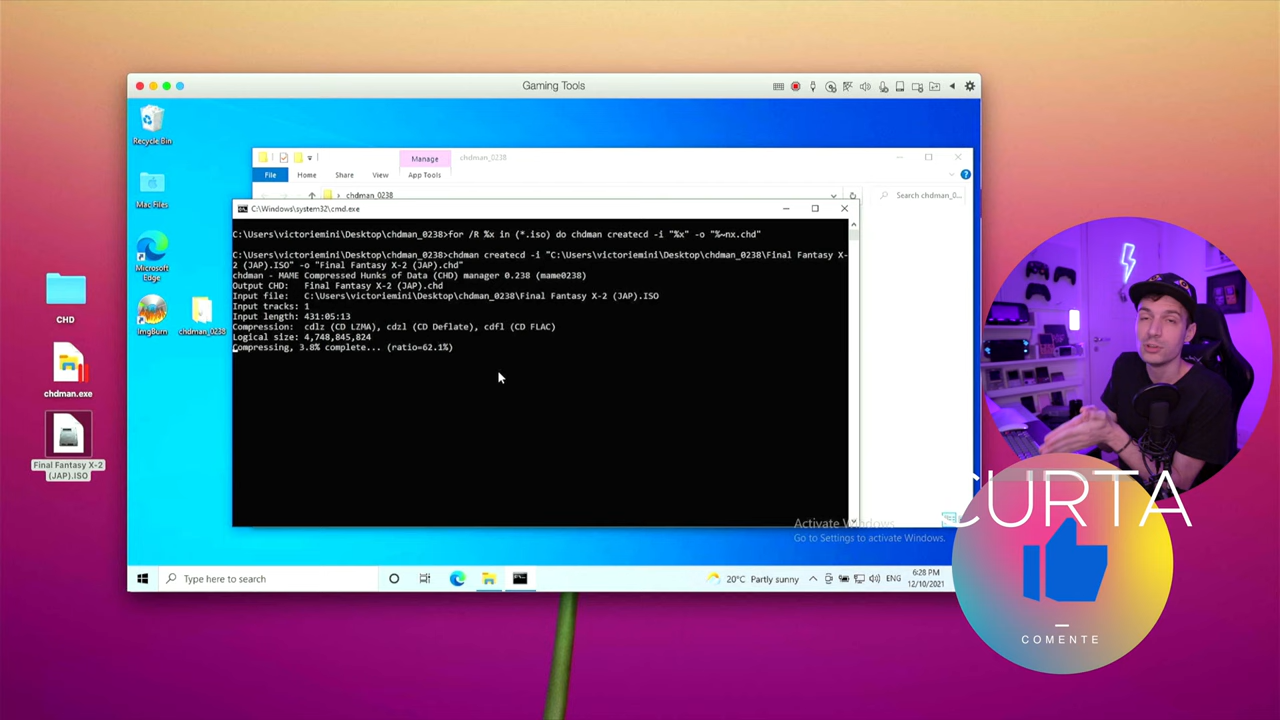 Gaming Tools
Recycle Bin
Mac Files
Microsoft
Edge
ImgBurn
chdman_0238
Manage
chdman_0238
File
Home
Share
View
App Tools
chdman_0238
Search chdman_0...
C:\Windows\system32\cmd.exe
C:\Users\victoriemini\Desktop\chdman_0238>for /R %x in (*.iso) do chdman createcd -i "%x" -o "%~nx.chd"
C:\Users\victoriemini\Desktop\chdman_0238>chdman createcd -i "C:\Users\victoriemini\Desktop\chdman_0238\Final Fantasy X-
2 (JAP).ISO" -o "Final Fantasy X-2 (JAP).chd"
chdman - MAME Compressed Hunks of Data (CHD) manager 0.238 (mame0238)
Output CHD:   Final Fantasy X-2 (JAP).chd
Input file:   C:\Users\victoriemini\Desktop\chdman_0238\Final Fantasy X-2 (JAP).ISO
Input tracks: 1
Input length: 431:05:13
Compression:  cdlz (CD LZMA), cdzl (CD Deflate), cdfl (CD FLAC)
Logical size: 4,748,845,824
Compressing, 3.8% complete... (ratio=62.1%)
CHD
chdman.exe
Final Fantasy X-2
(JAP).ISO
Activate Windows
Go to Settings to activate Windows.
Type here to search
20°C Partly sunny
ENG
6:28 PM
12/10/2021
CURTA
COMENTE